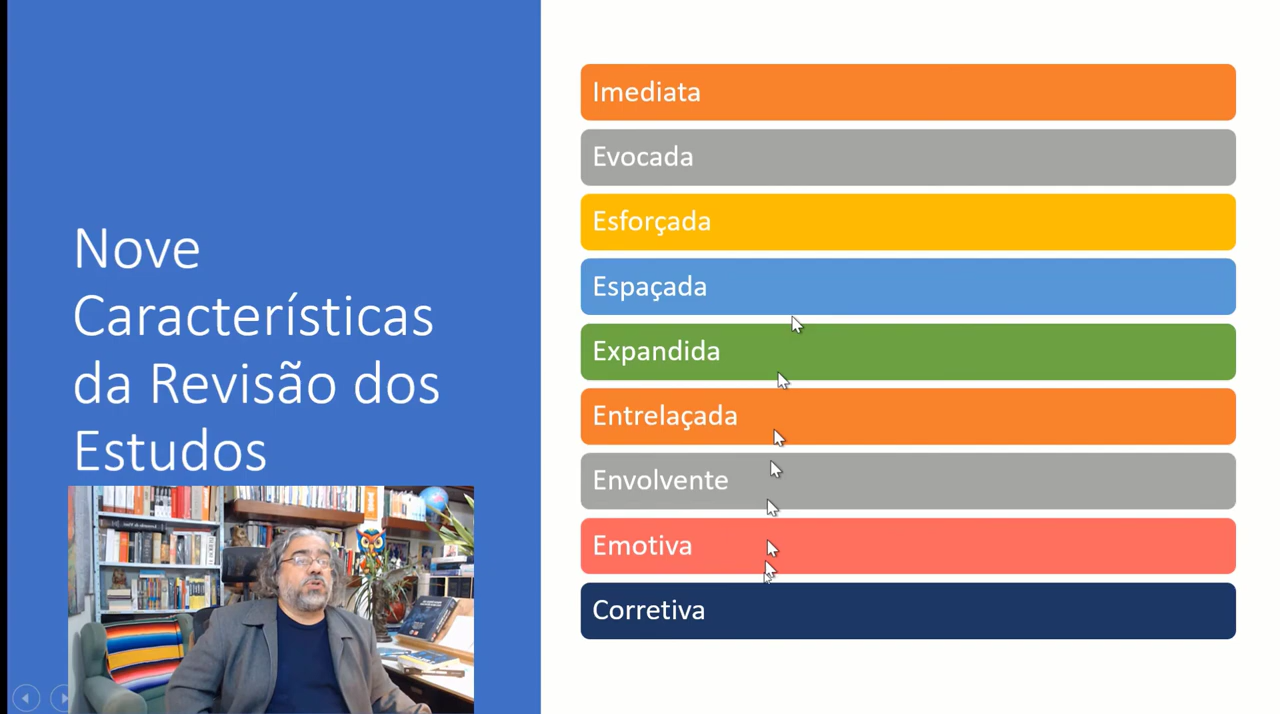 Nove
Características
da Revisão dos
Estudos
Imediata
Evocada
Esforçada
Espaçada
Expandida
Entrelaçada
Envolvente
Emotiva
Corretiva